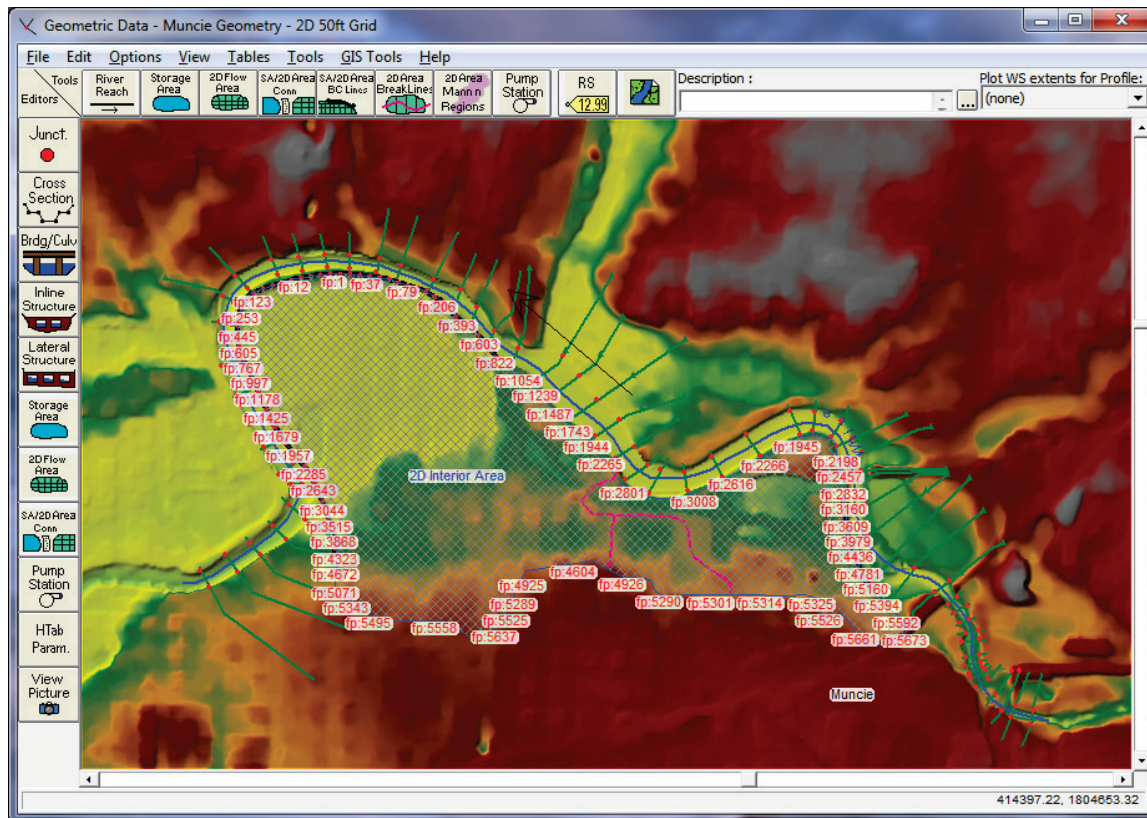 Geometric Data - Muncie Geometry - 2D 50ft Grid
File Edit Options View Tables Tools GIS Tools Help
Tools
Editors
River
Reach
Storage
Area
2D Flow
Area
SA/2D Area
Conn
SA/2D Area
BC Lines
2D Area
BreakLines
2D Area
Mann n
Regions
Pump
Station
RS
12.99
Description :
...
Plot WS extents for Profile:
(none)
Junct.
Cross
Section
Brdg/Culv
Inline
Structure
Lateral
Structure
Storage
Area
2D Flow
Area
SA/2D Area
Conn
Pump
Station
HTab
Param.
View
Picture
fp:123
fp:12
fp:1
fp:37
fp:79
fp:206
fp:393
fp:603
fp:822
fp:1054
fp:1239
fp:1487
fp:1743
fp:1944
fp:2265
fp:2801
fp:3008
fp:2616
fp:2266
fp:1945
fp:2198
fp:2457
fp:2832
fp:3160
fp:3609
fp:3979
fp:4436
fp:4781
fp:5160
fp:5394
fp:5592
fp:5673
fp:5661
fp:5526
fp:5325
fp:5314
fp:5301
fp:5290
fp:4926
fp:4604
fp:4925
fp:5289
fp:5525
fp:5637
fp:5558
fp:5495
fp:5343
fp:5071
fp:4672
fp:4323
fp:3868
fp:3515
fp:3044
fp:2643
fp:2285
fp:1957
fp:1679
fp:1425
fp:1178
fp:997
fp:767
fp:605
fp:445
fp:253
2D Interior Area
Muncie
414397.22, 1804653.32